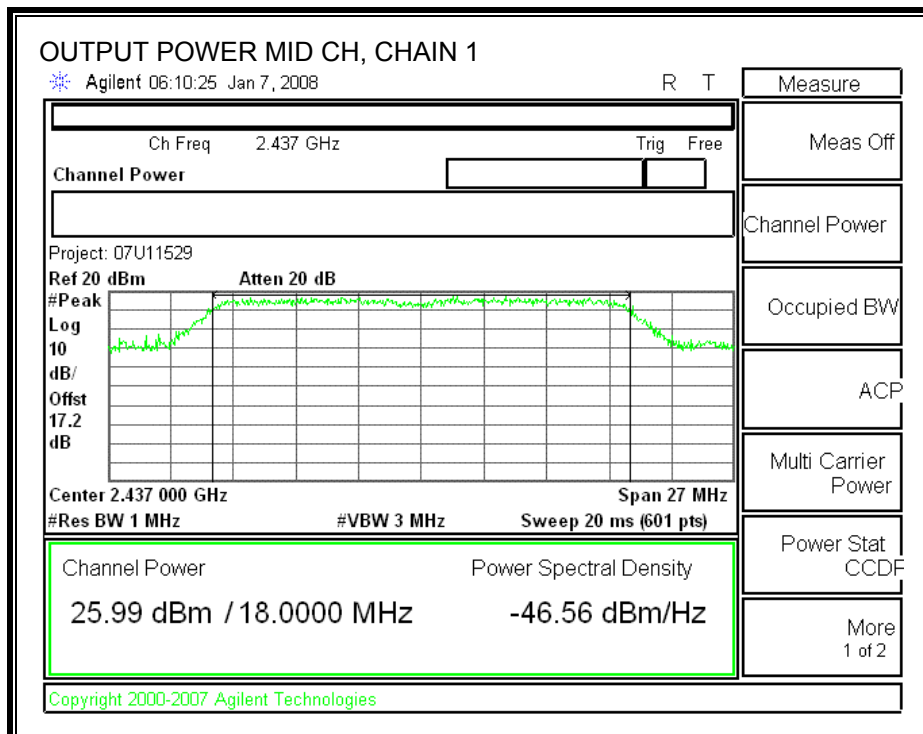 OUTPUT POWER MID CH, CHAIN 1
Agilent 06:10:25 Jan 7, 2008 R T
Ch Freq 2.437 GHz Trig Free
Channel Power
Project: 07U11529
Ref 20 dBm Atten 20 dB
#Peak
Log
10
dB/
Offst
17.2
dB
Center 2.437 000 GHz Span 27 MHz
#Res BW 1 MHz #VBW 3 MHz Sweep 20 ms (601 pts)
Channel Power Power Spectral Density
25.99 dBm / 18.0000 MHz -46.56 dBm/Hz
Copyright 2000-2007 Agilent Technologies
Measure
Meas Off
Channel Power
Occupied BW
ACP
Multi Carrier
Power
Power Stat
CCDF
More
1 of 2